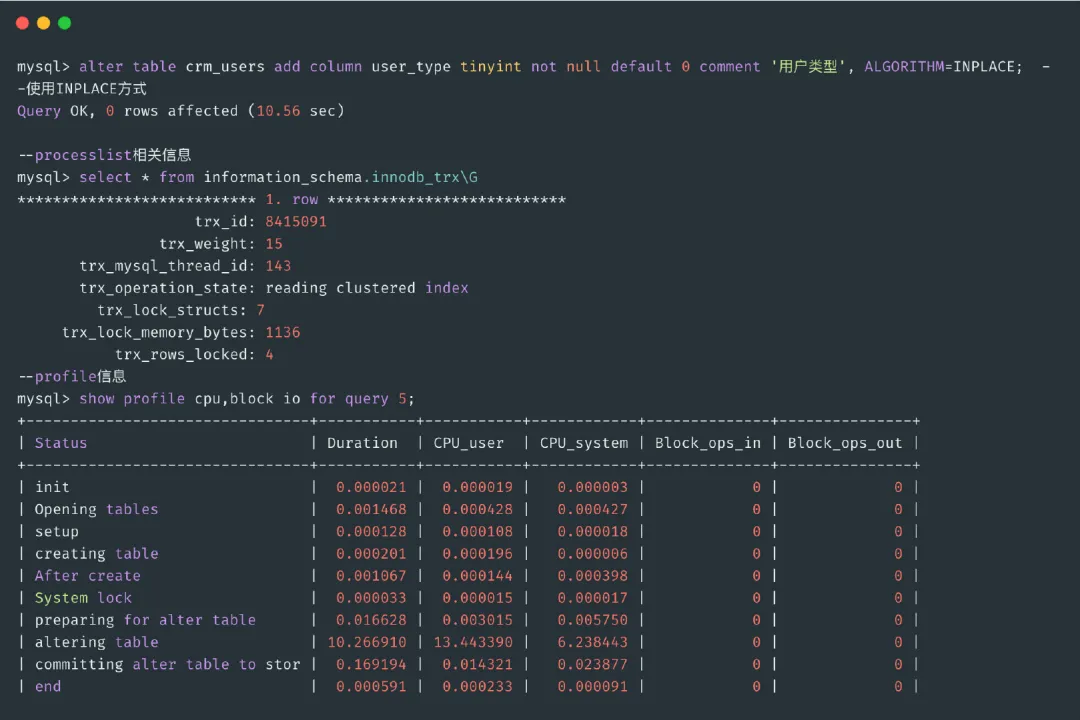 mysql> alter table crm_users add column user_type tinyint not null default 0 comment '用户类型', ALGORITHM=INPLACE;  -
-使用INPLACE方式
Query OK, 0 rows affected (10.56 sec)
--processlist相关信息
mysql> select * from information_schema.innodb_trx\G
*************************** 1. row ***************************
                    trx_id: 8415091
                trx_weight: 15
       trx_mysql_thread_id: 143
       trx_operation_state: reading clustered index
         trx_lock_structs: 7
     trx_lock_memory_bytes: 1136
           trx_rows_locked: 4
--profile信息
mysql> show profile cpu,block io for query 5;
+--------------------------------+-----------+-----------+------------+--------------+---------------+
| Status                         | Duration  | CPU_user  | CPU_system | Block_ops_in | Block_ops_out |
+--------------------------------+-----------+-----------+------------+--------------+---------------+
| init                           |  0.000021 |  0.000019 |   0.000003 |            0 |             0 |
| Opening tables                 |  0.001468 |  0.000428 |   0.000427 |            0 |             0 |
| setup                          |  0.000128 |  0.000108 |   0.000018 |            0 |             0 |
| creating table                 |  0.000201 |  0.000196 |   0.000006 |            0 |             0 |
| After create                   |  0.001067 |  0.000144 |   0.000398 |            0 |             0 |
| System lock                    |  0.000033 |  0.000015 |   0.000017 |            0 |             0 |
| preparing for alter table      |  0.016628 |  0.003015 |   0.005750 |            0 |             0 |
| altering table                 | 10.266910 | 13.443390 |   6.238443 |            0 |             0 |
| committing alter table to stor |  0.169194 |  0.014321 |   0.023877 |            0 |             0 |
| end                            |  0.000591 |  0.000233 |   0.000091 |            0 |             0 |